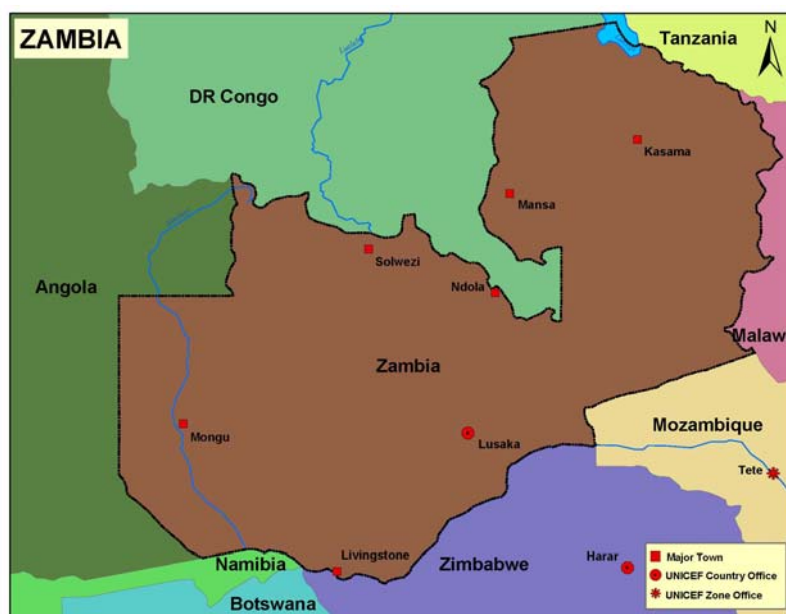 ZAMBIA
Tanzania
N
DR Congo
Kasama
Mansa
Solwezi
Angola
Ndola
Malaw
Zambia
Mozambique
Mongu
Lusaka
Tete
Livingstone
Zimbabwe
Harar
Namibia
Botswana
Major Town
UNICEF Country Office
UNICEF Zone Office